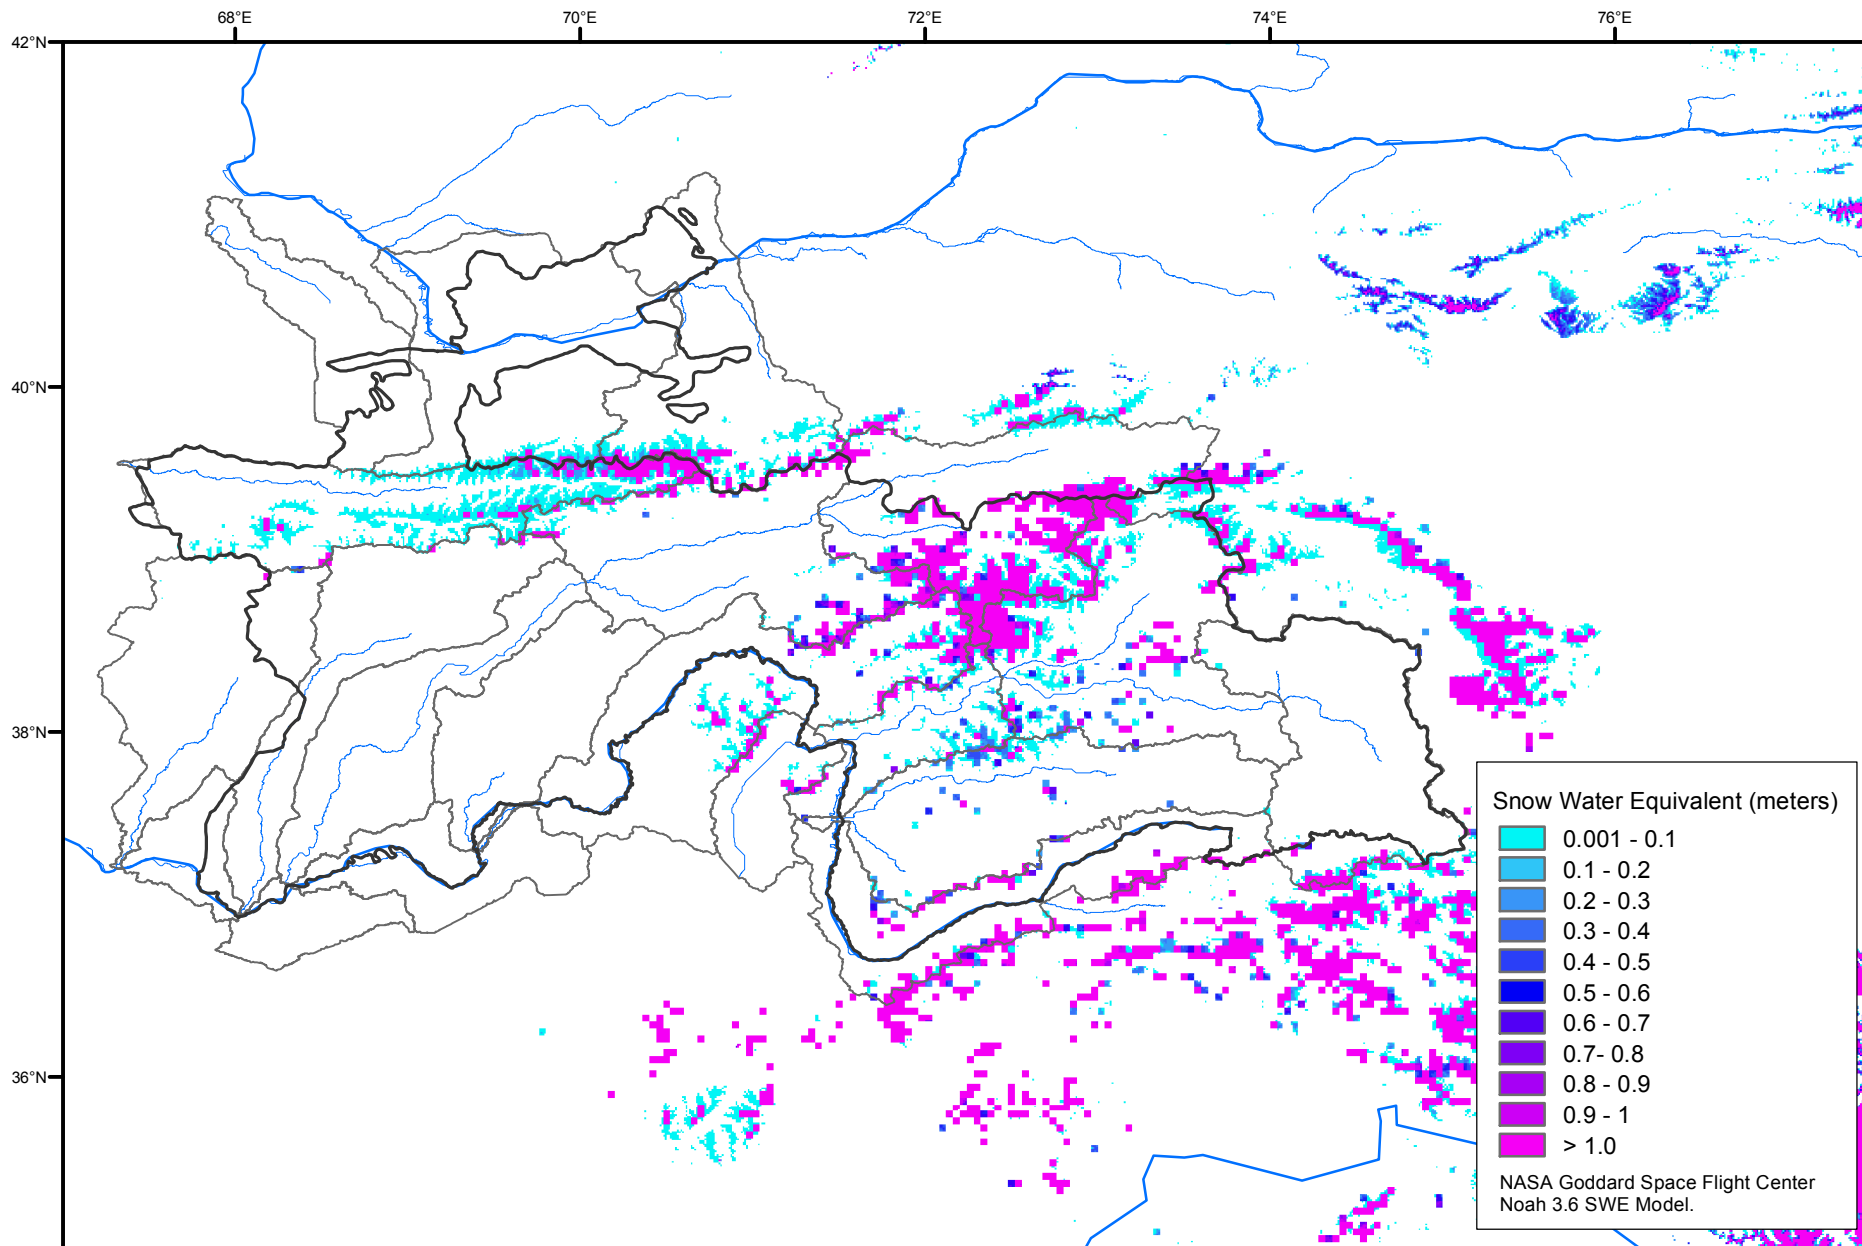 68°E
70°E
72°E
74°E
76°E
42°N
40°N
38°N
36°N
Snow Water Equivalent (meters)
0.001 - 0.1
0.1 - 0.2
0.2 - 0.3
0.3 - 0.4
0.4 - 0.5
0.5 - 0.6
0.6 - 0.7
0.7- 0.8
0.8 - 0.9
0.9 - 1
> 1.0
NASA Goddard Space Flight Center
Noah 3.6 SWE Model.